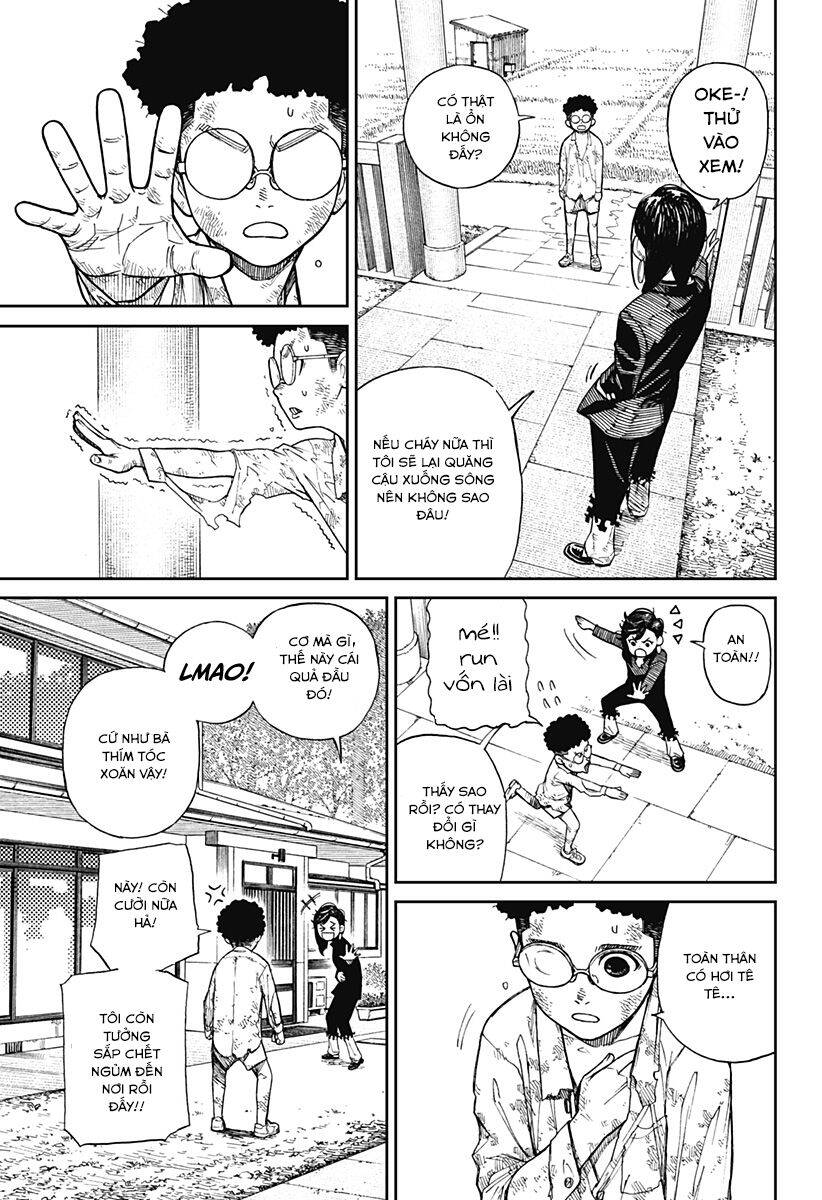 OKE-!
THỬ
VÀO
XEM!
CÓ THẬT
LÀ ỔN
KHÔNG
ĐẤY?
NẾU CHÁY NỮA THÌ
TÔI SẼ LẠI QUĂNG
CẬU XUỐNG SÔNG
NÊN KHÔNG SAO
ĐÂU!
AN
TOÀN!!
Mé!!
run
vốn lài
THẤY SAO
RỒI? CÓ THAY
ĐỔI GÌ
KHÔNG?
TOÀN THÂN
CÓ HƠI TÊ
TÊ...
CƠ MÀ GÌ,
THẾ NÀY CÁI
QUẢ ĐẦU
ĐÓ!
LMAO!
CỨ NHƯ BÀ
THÍM TÓC
XOĂN VẬY!
NÀY! CÒN
CƯỜI NỮA
HẢ!
TÔI CÒN
TƯỞNG
SẮP CHẾT
NGỦM ĐẾN
NƠI RỒI
ĐẤY!!